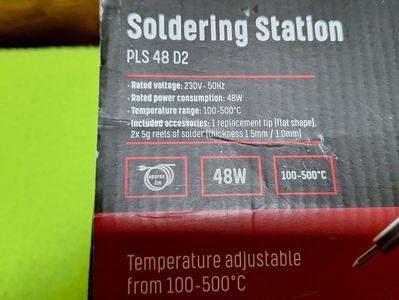 Soldering Station
PLS 48 D2
· Rated voltage: 230V~ 50Hz
· Rated power consumption: 48W
· Temperature range: 100-500°C
· Included accessories: 1 replacement tip (flat shape),
2x 5g reels of solder (thickness 1.5mm / 1.0mm)
approx
2m
48W
100-500°C
Temperature adjustable
from 100-500°C